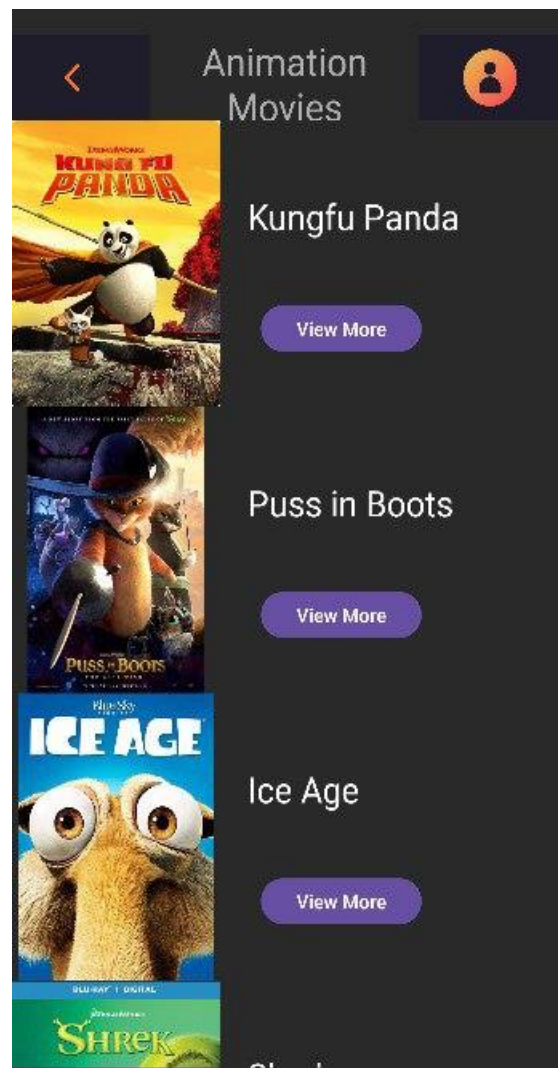 Animation
Movies
DREAMWORKS
KUNG FU
PANDA
Kungfu Panda
View More
PUSS IN BOOTS
Puss in Boots
View More
Blue Sky
ICE AGE
Ice Age
View More
BLU-RAY + DIGITAL
DREAMWORKS
SHREK